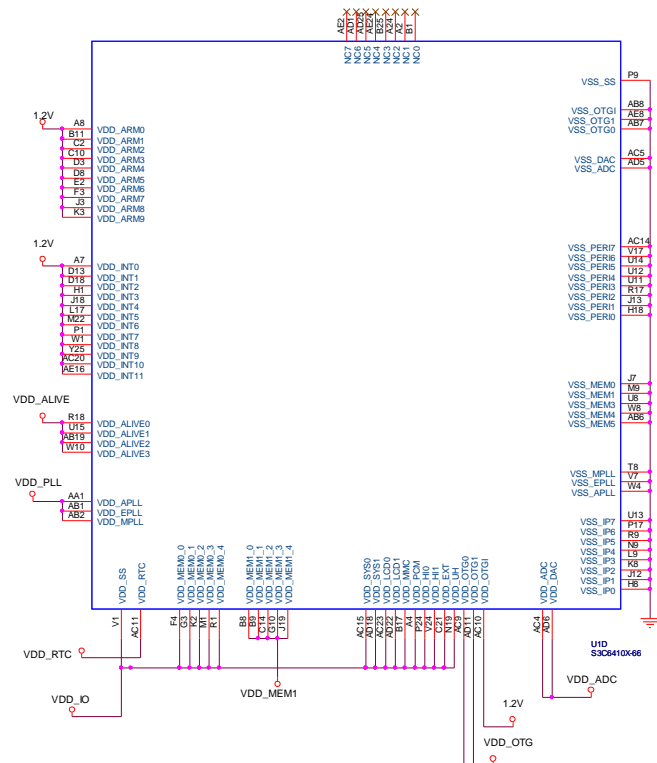 AE2 AD1 AD25 AE24 B25 A24 A2 B1
NC7 NC6 NC5 NC4 NC3 NC2 NC1 NC0
P9
VSS_SS
AB8
VSS_OTGI
AE8
VSS_OTG1
AB7
VSS_OTG0
AC5
VSS_DAC
AD5
VSS_ADC
1.2V
A8
VDD_ARM0
B11
VDD_ARM1
C2
VDD_ARM2
C10
VDD_ARM3
D3
VDD_ARM4
D8
VDD_ARM5
E2
VDD_ARM6
F3
VDD_ARM7
J3
VDD_ARM8
K3
VDD_ARM9
1.2V
A7
VDD_INT0
D13
VDD_INT1
D18
VDD_INT2
H1
VDD_INT3
J18
VDD_INT4
L17
VDD_INT5
M22
VDD_INT6
P1
VDD_INT7
W1
VDD_INT8
Y25
VDD_INT9
AC20
VDD_INT10
AE16
VDD_INT11
AC14
VSS_PERI7
V17
VSS_PERI6
U14
VSS_PERI5
U12
VSS_PERI4
U11
VSS_PERI3
R17
VSS_PERI2
J13
VSS_PERI1
H18
VSS_PERI0
VDD_ALIVE
R18
VDD_ALIVE0
U15
VDD_ALIVE1
AB19
VDD_ALIVE2
W10
VDD_ALIVE3
J7
VSS_MEM0
M9
VSS_MEM1
U8
VSS_MEM3
W8
VSS_MEM4
AB6
VSS_MEM5
VDD_PLL
AA1
VDD_APLL
AB1
VDD_EPLL
AB2
VDD_MPLL
T8
VSS_MPLL
V7
VSS_EPLL
W4
VSS_APLL
U13
VSS_IP7
P17
VSS_IP6
R9
VSS_IP5
N9
VSS_IP4
L9
VSS_IP3
K8
VSS_IP2
J12
VSS_IP1
H8
VSS_IP0
VDD_SS VDD_RTC VDD_MEM0_0 VDD_MEM0_1 VDD_MEM0_2 VDD_MEM0_3 VDD_MEM0_4 VDD_MEM1_0 VDD_MEM1_1 VDD_MEM1_2 VDD_MEM1_3 VDD_MEM1_4 VDD_SYS0 VDD_SYS1 VDD_LCD0 VDD_LCD1 VDD_MMC VDD_PCM VDD_HI0 VDD_HI1 VDD_EXT VDD_UH VDD_OTG0 VDD_OTG1 VDD_OTGI VDD_ADC VDD_DAC
V1 AC11 F4 G3 K2 M1 R1 B8 B9 C14 G10 J19 AC15 AD18 AC23 AD22 B17 A4 P24 V24 C21 N19 AC9 AD11 AC10 AC4 AD6
U1D
S3C6410X-66
VDD_RTC
VDD_IO
VDD_MEM1
VDD_ADC
1.2V
VDD_OTG